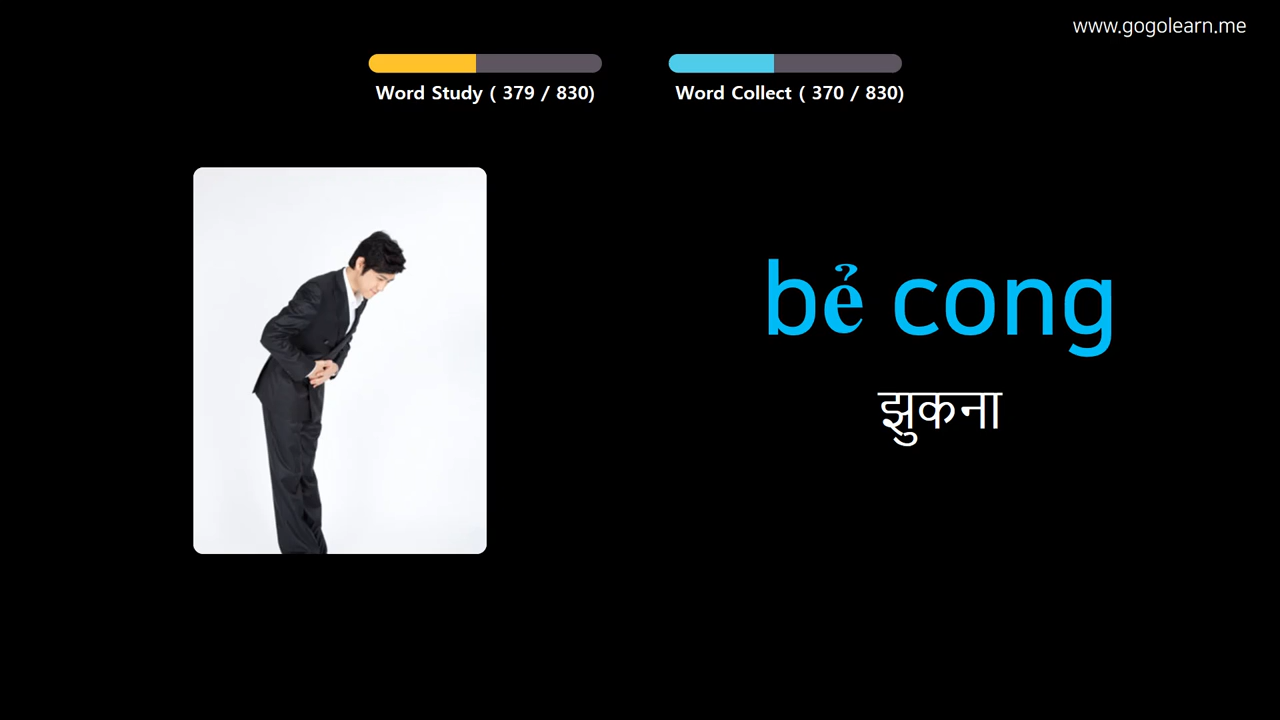 www.gogolearn.me
Word Study ( 379 / 830)
Word Collect ( 370 / 830)
bẻ cong
झुकना